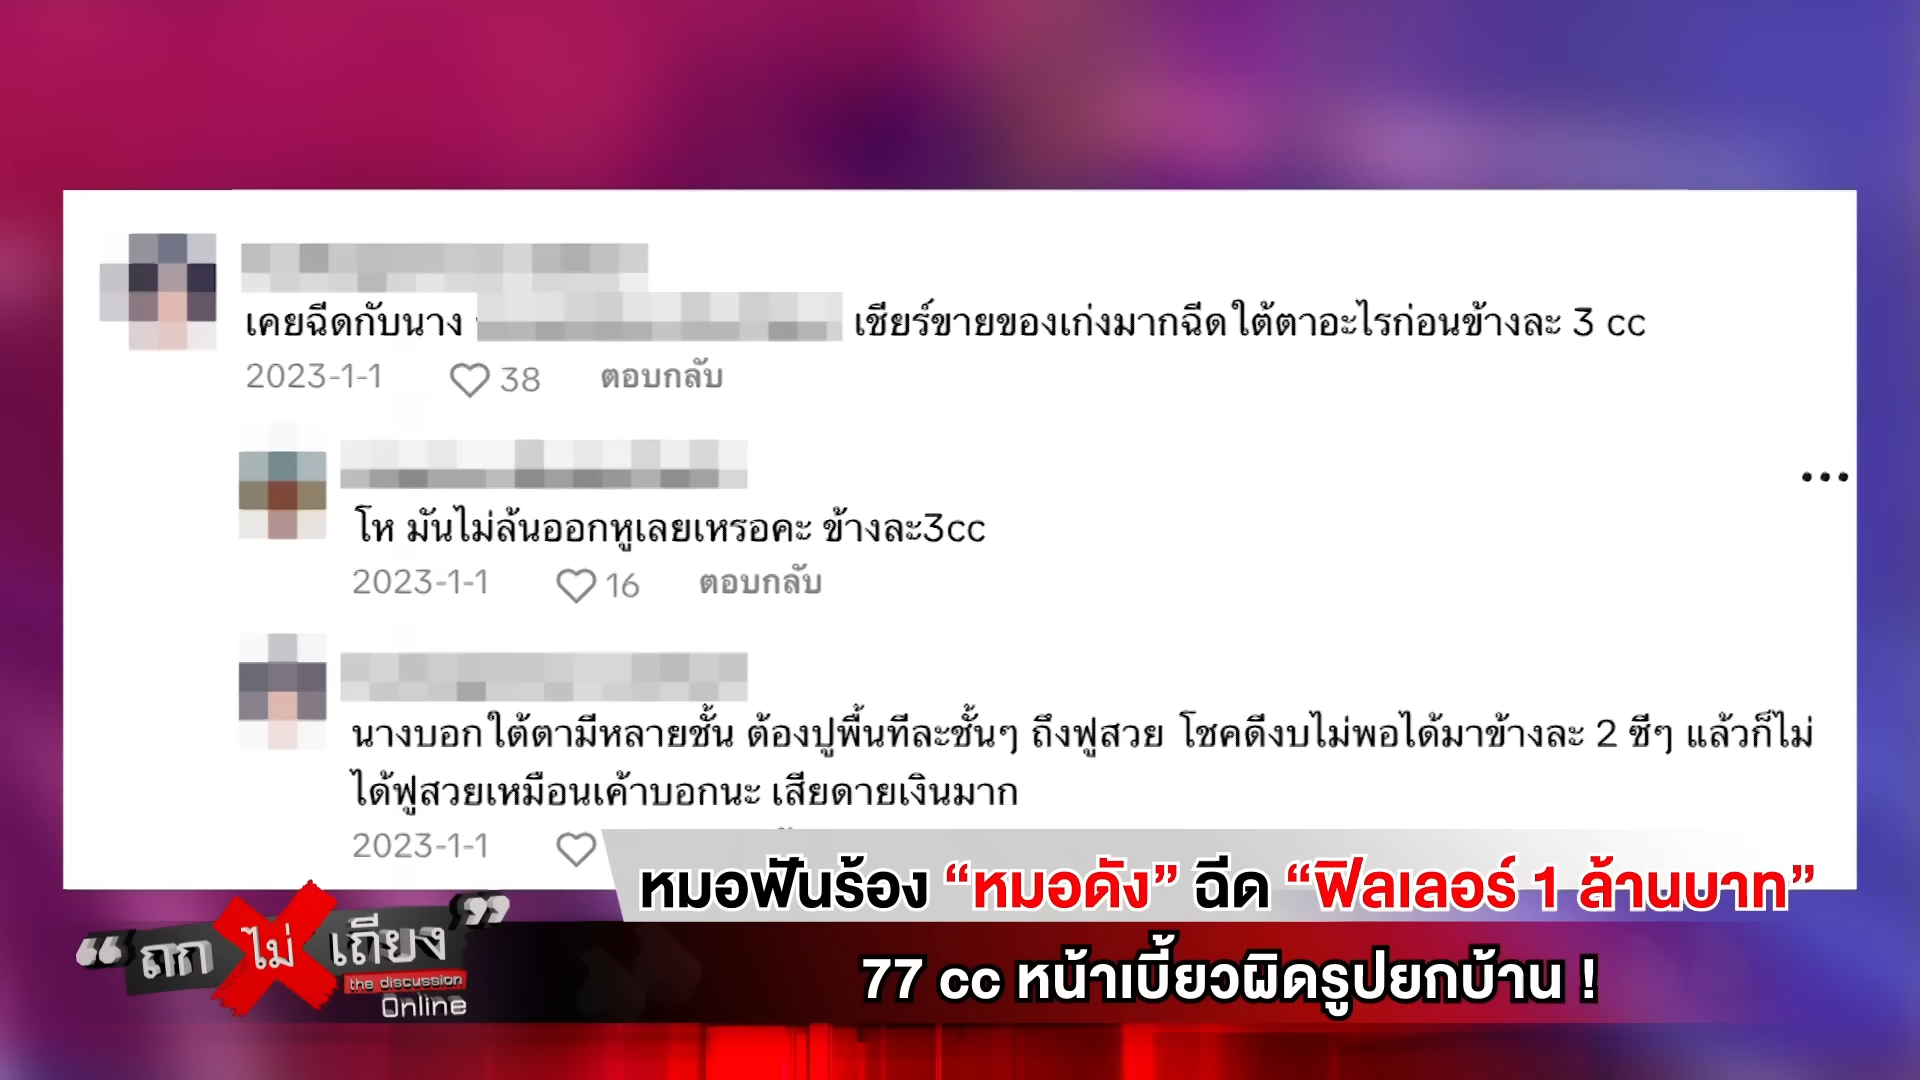 เคยฉีดกับนาง เชียร์ขายของเก่งมากฉีดใต้ตาอะไรก่อนข้างละ 3 cc
2023-1-1 38 ตอบกลับ
โห มันไม่ล้นออกหูเลยเหรอคะ ข้างละ3cc
2023-1-1 16 ตอบกลับ
นางบอกใต้ตามีหลายชั้น ต้องปูพื้นทีละชั้นๆ ถึงฟูสวย โชคดีงบไม่พอได้มาข้างละ 2 ซีๆ แล้วก็ไม่
ได้ฟูสวยเหมือนเค้าบอกนะ เสียดายเงินมาก
2023-1-1
หมอฟันร้อง “หมอดัง” ฉีด “ฟิลเลอร์ 1 ล้านบาท”
77 cc หน้าเบี้ยวผิดรูปยกบ้าน !
“ถกไม่เถียง”
the discussion
Online